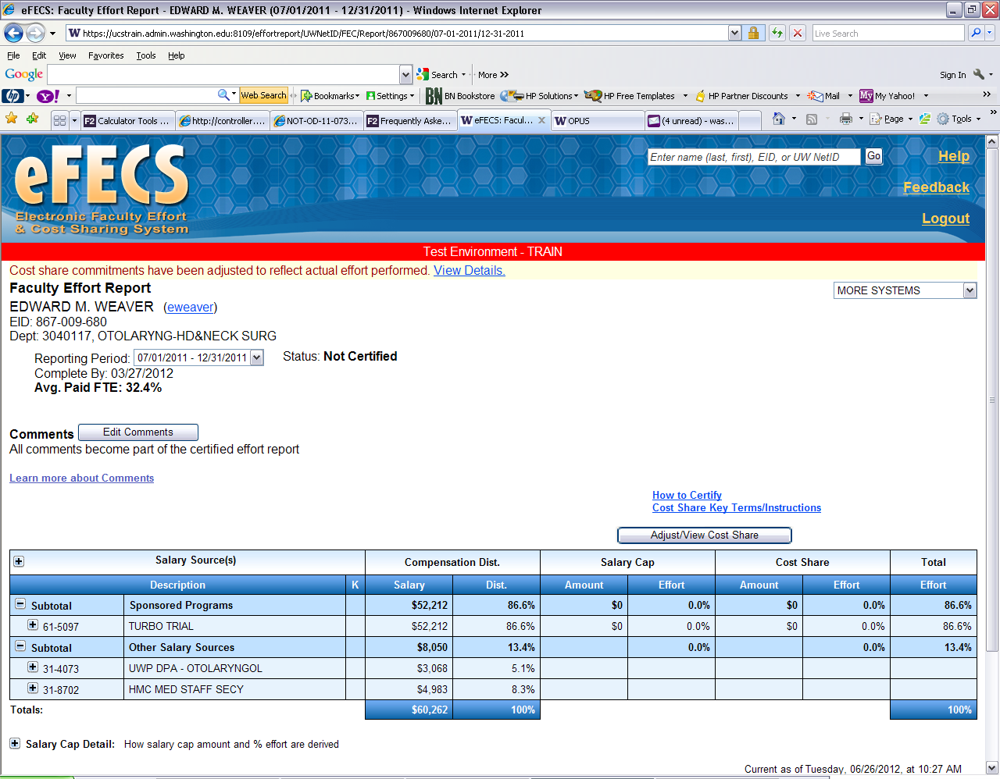 eFECS: Faculty Effort Report - EDWARD M. WEAVER (07/01/2011 - 12/31/2011) - Windows Internet Explorer
https://ucstrain.admin.washington.edu:8109/effortreport/UWNetID/FEC/Report/867009680/07-01-2011/12-31-2011
Live Search
File Edit View Favorites Tools Help
Google Search More » Sign In
hp Y! Web Search Bookmarks Settings BN BN Bookstore HP Solutions HP Free Templates HP Partner Discounts Mail My My Yahoo! »
F2 Calculator Tools ... http://controller.... NOT-OD-11-073... F2 Frequently Aske... W eFECS: Facul... X W OPUS (4 unread) - was... Page Tools »
eFECS
Electronic Faculty Effort
& Cost Sharing System
Enter name (last, first), EID, or UW NetID Go
Help
Feedback
Logout
Test Environment - TRAIN
Cost share commitments have been adjusted to reflect actual effort performed. View Details.
Faculty Effort Report
MORE SYSTEMS
EDWARD M. WEAVER (eweaver)
EID: 867-009-680
Dept: 3040117, OTOLARYNG-HD&NECK SURG
Reporting Period: 07/01/2011 - 12/31/2011 Status: Not Certified
Complete By: 03/27/2012
Avg. Paid FTE: 32.4%
Comments Edit Comments
All comments become part of the certified effort report
Learn more about Comments
How to Certify
Cost Share Key Terms/Instructions
Adjust/View Cost Share
Salary Source(s) Compensation Dist. Salary Cap Cost Share Total
Description K Salary Dist. Amount Effort Amount Effort Effort
Subtotal Sponsored Programs $52,212 86.6% $0 0.0% $0 0.0% 86.6%
61-5097 TURBO TRIAL $52,212 86.6% $0 0.0% $0 0.0% 86.6%
Subtotal Other Salary Sources $8,050 13.4% 0.0% 0.0% 13.4%
31-4073 UWP DPA - OTOLARYNGOL $3,068 5.1%
31-8702 HMC MED STAFF SECY $4,983 8.3%
Totals: $60,262 100% 100%
Salary Cap Detail: How salary cap amount and % effort are derived
Current as of Tuesday, 06/26/2012, at 10:27 AM